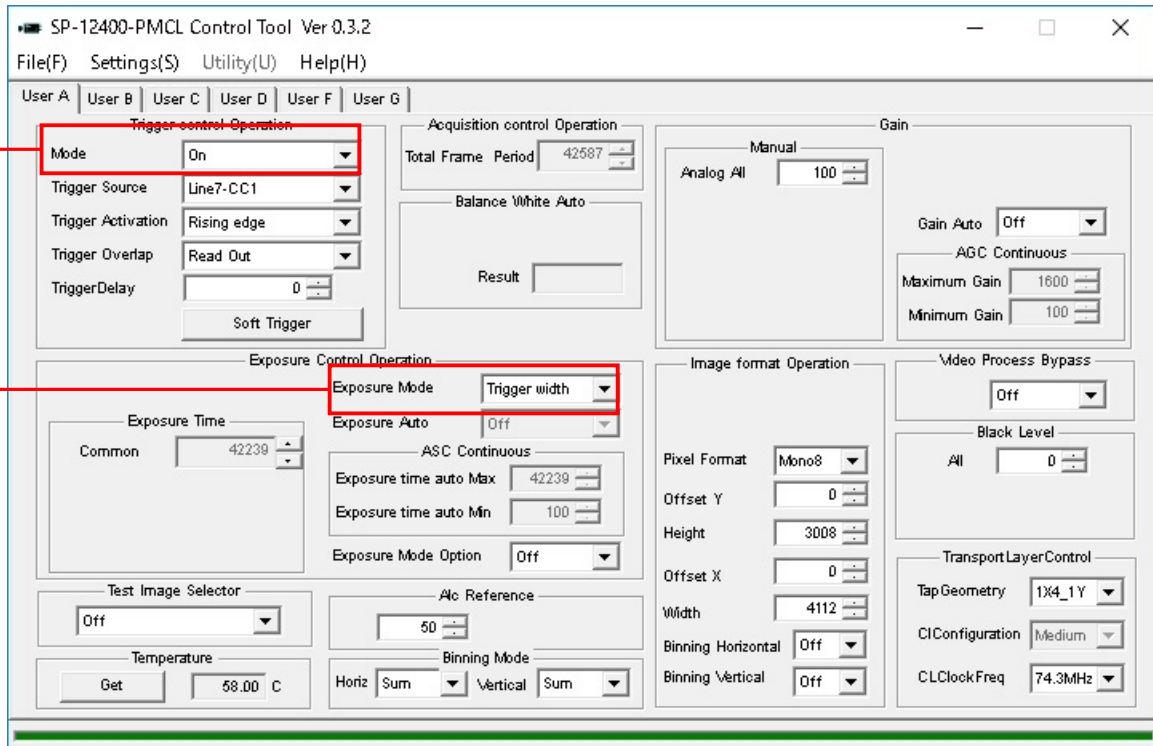 SP-12400-PMCL Control Tool Ver 0.3.2
File(F) Settings(S) Utility(U) Help(H)
User A User B User C User D User F User G
Trigger control Operation
Mode On
Trigger Source Line7-CC1
Trigger Activation Rising edge
Trigger Overlap Read Out
TriggerDelay 0
Soft Trigger
Acquisition control Operation
Total Frame Period 42587
Balance White Auto
Result
Gain
Manual
Analog All 100
Gain Auto Off
AGC Continuous
Maximum Gain 1600
Minimum Gain 100
Exposure Control Operation
Exposure Mode Trigger width
Exposure Time
Common 42239
Exposure Auto Off
ASC Continuous
Exposure time auto Max 42239
Exposure time auto Min 100
Exposure Mode Option Off
Image format Operation
Pixel Format Mono8
Offset Y 0
Height 3008
Offset X 0
Width 4112
Binning Horizontal Off
Binning Vertical Off
Video Process Bypass
Off
Black Level
All 0
TransportLayerControl
TapGeometry 1X4_1Y
ClConfiguration Medium
CLClockFreq 74.3MHz
Test Image Selector
Off
Alc Reference
50
Temperature
Get 58.00 C
Binning Mode
Horiz Sum Vertical Sum